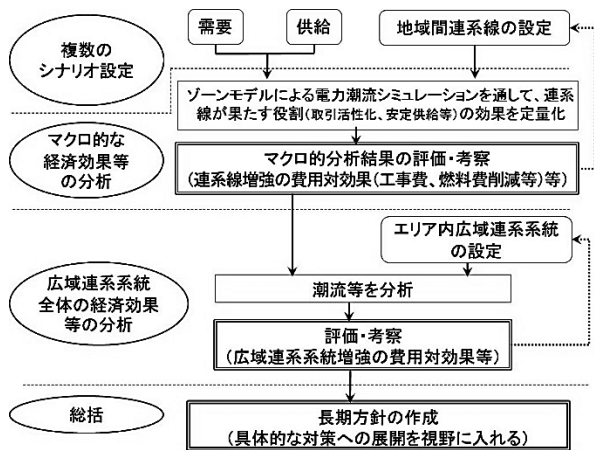 複数の
シナリオ設定
需要
供給
地域間連系線の設定
ゾーンモデルによる電力潮流シミュレーションを通して、連系
線が果たす役割(取引活性化、安定供給等)の効果を定量化
マクロ的な
経済効果等
の分析
マクロ的分析結果の評価・考察
(連系線増強の費用対効果(工事費、燃料費削減等)等)
エリア内広域連系系統
の設定
広域連系系統
全体の経済効果
等の分析
潮流等を分析
評価・考察
(広域連系系統増強の費用対効果等)
総括
長期方針の作成
(具体的な対策への展開を視野に入れる)